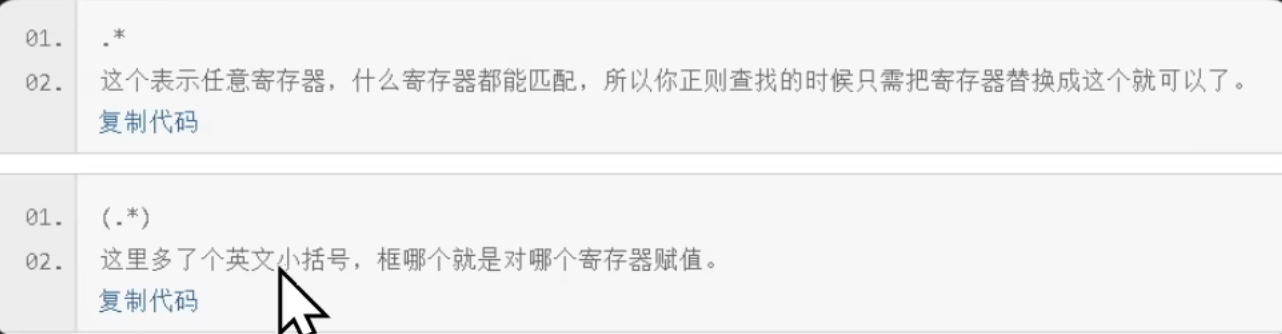 01. .*
02. 这个表示任意寄存器，什么寄存器都能匹配，所以你正则查找的时候只需把寄存器替换成这个就可以了。
复制代码
01. (.*)
02. 这里多了个英文小括号，框哪个就是对哪个寄存器赋值。
复制代码